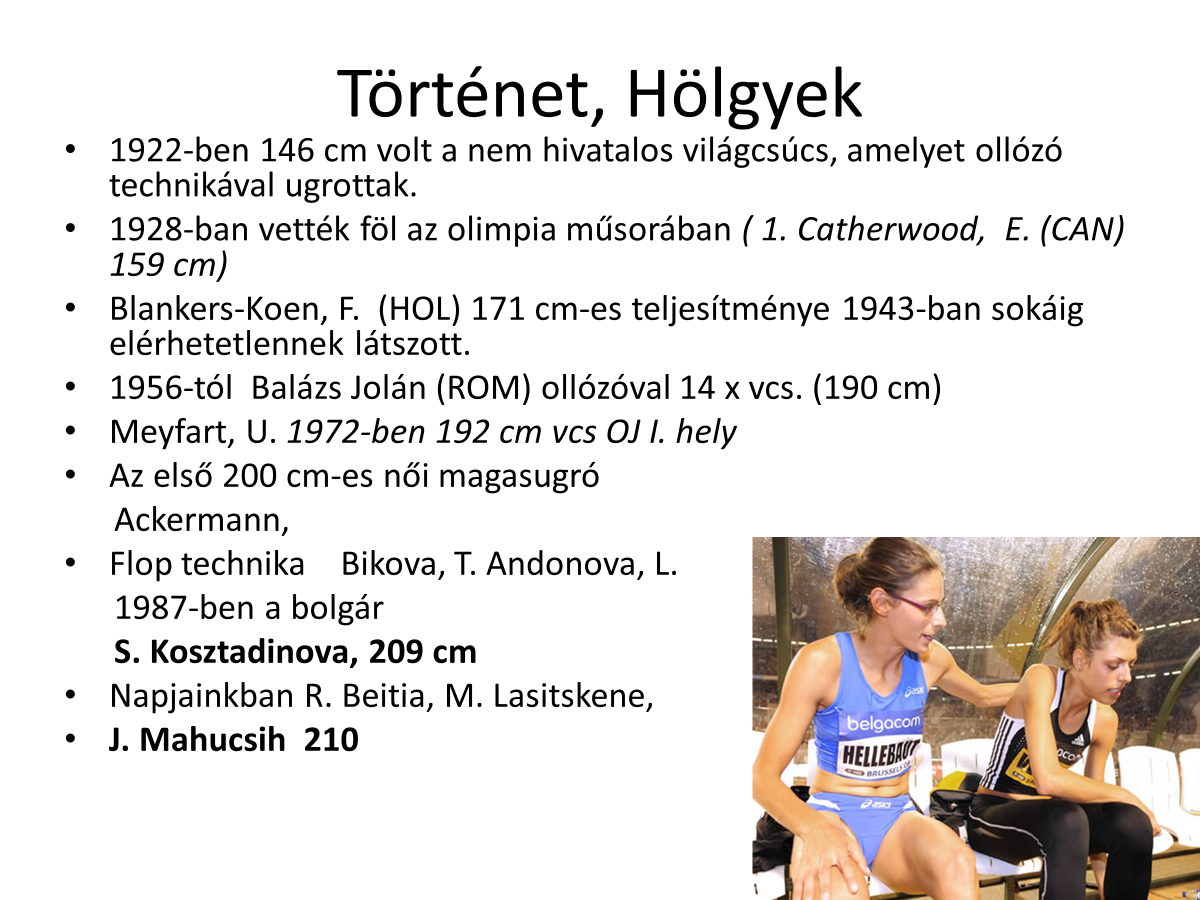 Történet, Hölgyek
• 1922-ben 146 cm volt a nem hivatalos világcsúcs, amelyet ollózó
technikával ugrottak.
• 1928-ban vették föl az olimpia műsorában ( 1. Catherwood, E. (CAN)
159 cm)
• Blankers-Koen, F. (HOL) 171 cm-es teljesítménye 1943-ban sokáig
elérhetetlennek látszott.
• 1956-tól Balázs Jolán (ROM) ollózóval 14 x vcs. (190 cm)
• Meyfart, U. 1972-ben 192 cm vcs OJ I. hely
• Az első 200 cm-es női magasugró
Ackermann,
• Flop technika Bikova, T. Andonova, L.
1987-ben a bolgár
S. Kosztadinova, 209 cm
• Napjainkban R. Beitia, M. Lasitskene,
• J. Mahucsih 210
asics
belgacom
HELLEBAUT
BRUSSELS
asics